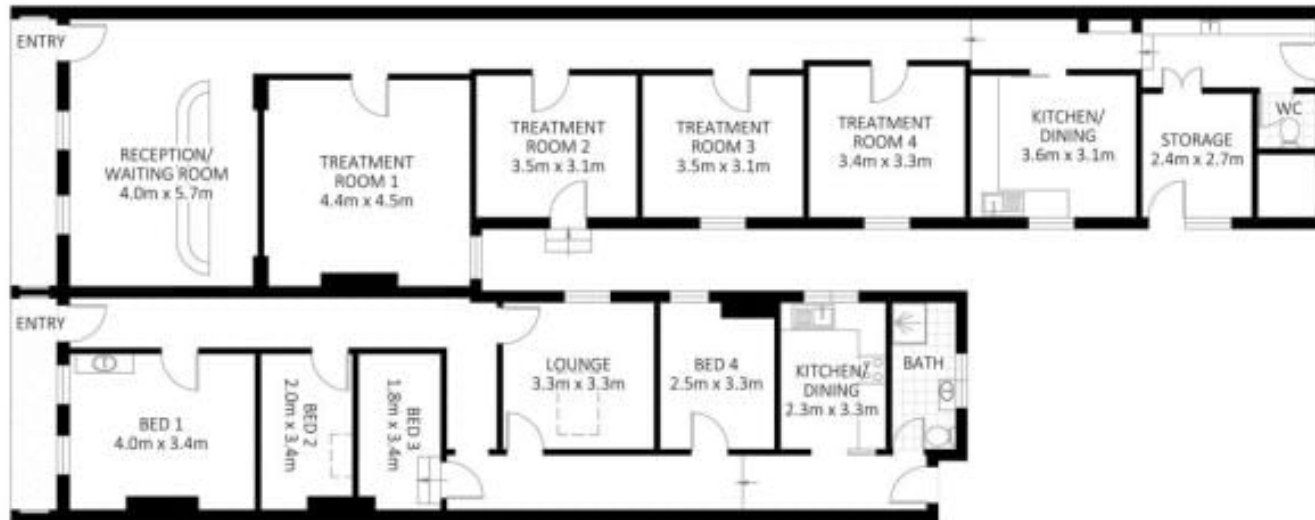 ENTRY
RECEPTION/
WAITING ROOM
4.0m x 5.7m
TREATMENT
ROOM 1
4.4m x 4.5m
TREATMENT
ROOM 2
3.5m x 3.1m
TREATMENT
ROOM 3
3.5m x 3.1m
TREATMENT
ROOM 4
3.4m x 3.3m
KITCHEN/
DINING
3.6m x 3.1m
STORAGE
2.4m x 2.7m
WC
ENTRY
BED 1
4.0m x 3.4m
BED 2
2.0m x 3.4m
BED 3
1.8m x 3.4m
LOUNGE
3.3m x 3.3m
BED 4
2.5m x 3.3m
KITCHEN/
DINING
2.3m x 3.3m
BATH